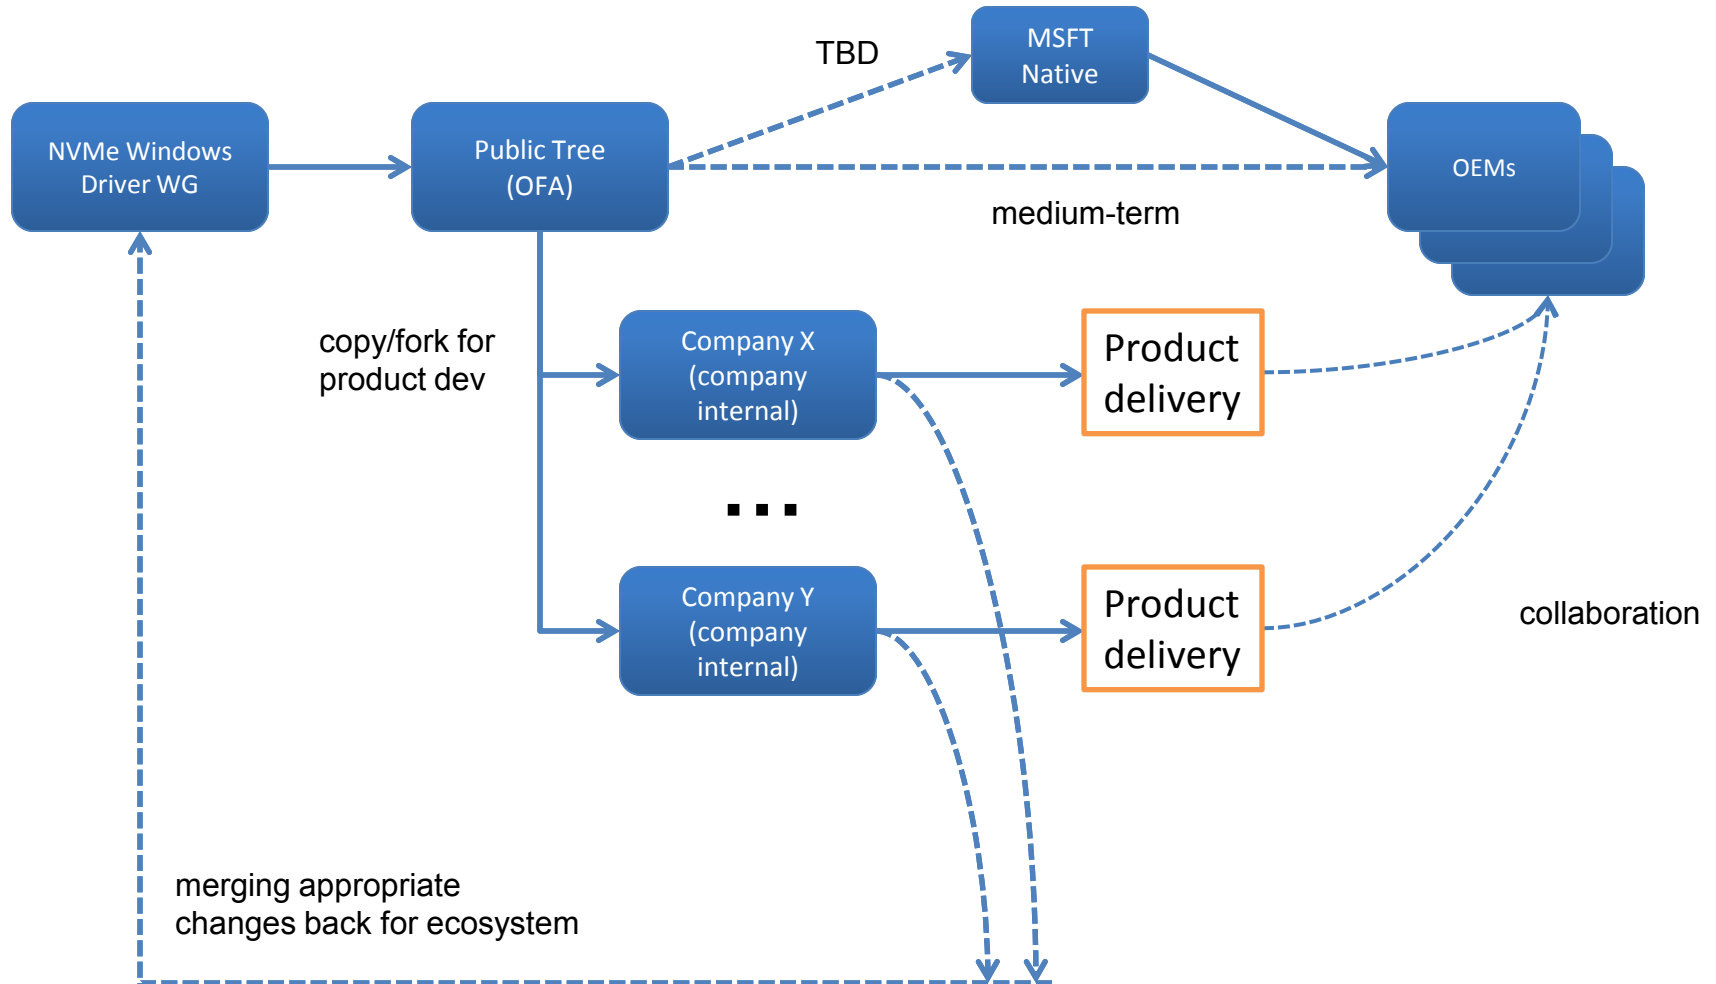 MSFT
Native
TBD
NVMe Windows
Driver WG
Public Tree
(OFA)
OEMs
medium-term
copy/fork for
product dev
Company X
(company
internal)
Product
delivery
...
Company Y
(company
internal)
Product
delivery
collaboration
merging appropriate
changes back for ecosystem